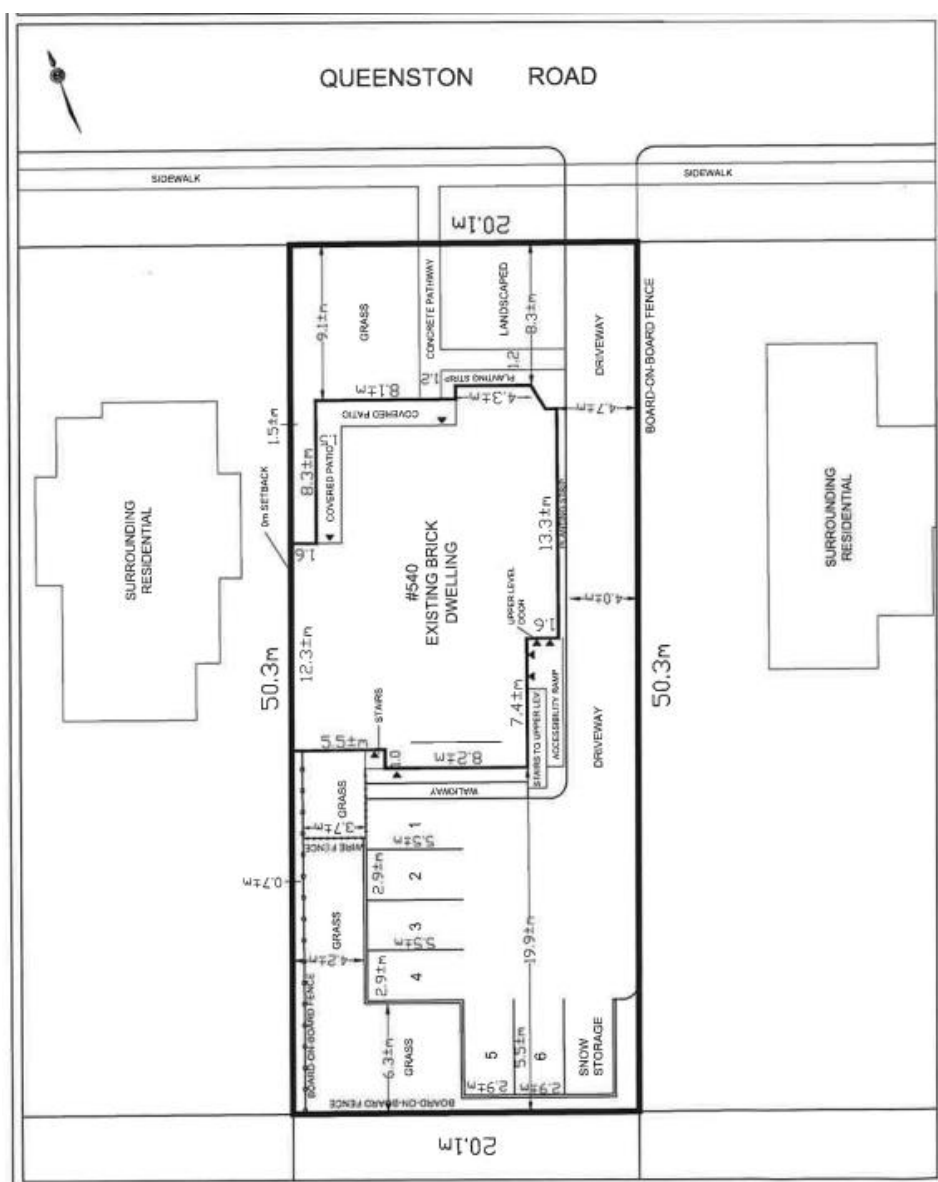 QUEENSTON ROAD
SIDEWALK
SIDEWALK
20.1m
9.1±m
GRASS
CONCRETE PATHWAY
LANDSCAPED
8.3±m
DRIVEWAY
BOARD-ON-BOARD FENCE
1.2
1.2
PLANTING STRIP
8.1±m
4.3±m
4.7±m
COVERED PATIO
1.5±m
8.3±m
COVERED PATIO
1.5
0m SETBACK
1.6
SURROUNDING
RESIDENTIAL
SURROUNDING
RESIDENTIAL
#540
EXISTING BRICK
DWELLING
13.3±m
PLANTING STRIP
4.0±m
UPPER LEVEL
DOOR
1.6
12.3±m
50.3m
50.3m
7.4±m
STAIRS TO UPPER LEV
ACCESSIBILITY RAMP
DRIVEWAY
STAIRS
5.5±m
1.0
8.2±m
WALKWAY
GRASS
3.7±m
WIRE FENCE
1
5.5±m
0.7±m
2.9±m
2
GRASS
3
5.5±m
4.2±m
2.9±m
4
19.9±m
BOARD-ON-BOARD FENCE
6.3±m
GRASS
5
5.5±m
6
SNOW
STORAGE
2.9±m
2.9±m
BOARD-ON-BOARD FENCE
20.1m